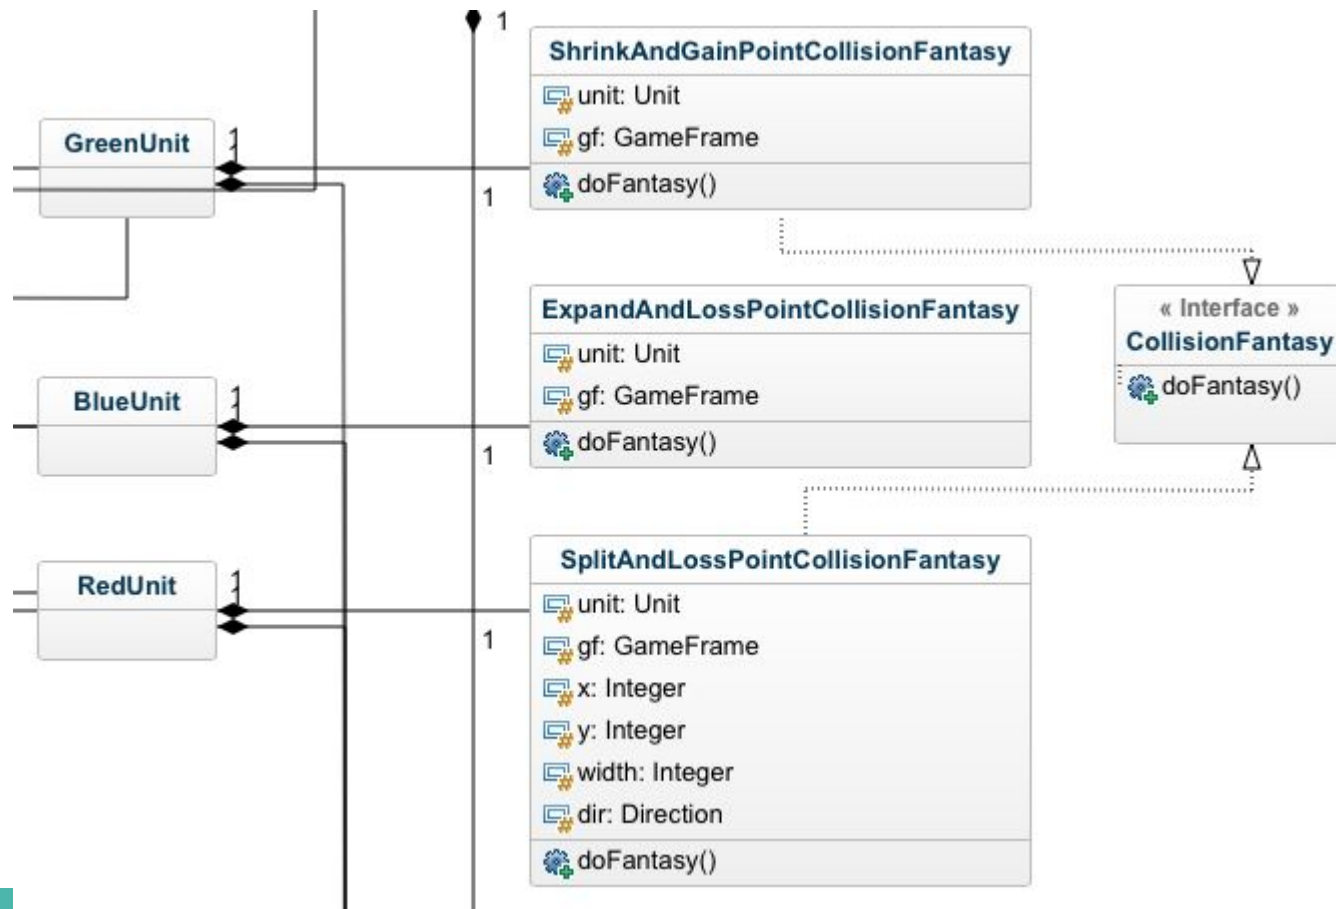 1
ShrinkAndGainPointCollisionFantasy
unit: Unit
gf: GameFrame
doFantasy()
GreenUnit
1
1
ExpandAndLossPointCollisionFantasy
unit: Unit
gf: GameFrame
doFantasy()
« Interface »
CollisionFantasy
doFantasy()
BlueUnit
1
1
SplitAndLossPointCollisionFantasy
unit: Unit
gf: GameFrame
x: Integer
y: Integer
width: Integer
dir: Direction
doFantasy()
RedUnit
1
1